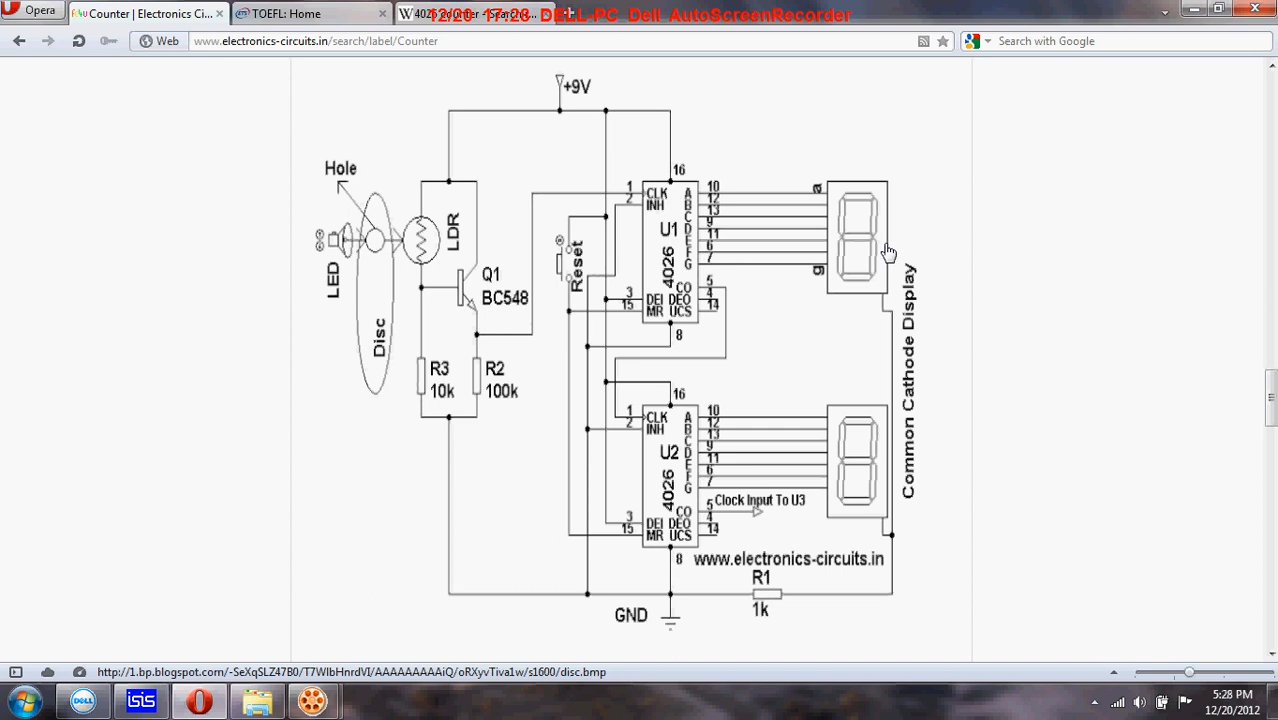 Opera
Counter | Electronics Ci...
TOEFL: Home
12/20 17:28 DELL-PC Dell AutoScreenRecorder
Web
www.electronics-circuits.in/search/label/Counter
Search with Google
+9V
Hole
LED
Disc
LDR
Q1
BC548
R3
10k
R2
100k
Reset
16
1 CLK A 10
2 INH B 12
C 13
D 9
U1 E 11
F 6
G 7
4026
CO 5
3 DEI DEO 4
15 MR UCS 14
8
a
g
Common Cathode Display
16
1 CLK A 10
2 INH B 12
C 13
D 9
U2 E 11
F 6
G 7
4026
Clock Input To U3
CO 5
3 DEI DEO 4
15 MR UCS 14
8
www.electronics-circuits.in
R1
1k
GND
http://1.bp.blogspot.com/-SeXqSLZ47B0/T7WIbHnrdVI/AAAAAAAAAiQ/oRXyvTiva1w/s1600/disc.bmp
DELL
isis
5:28 PM
12/20/2012